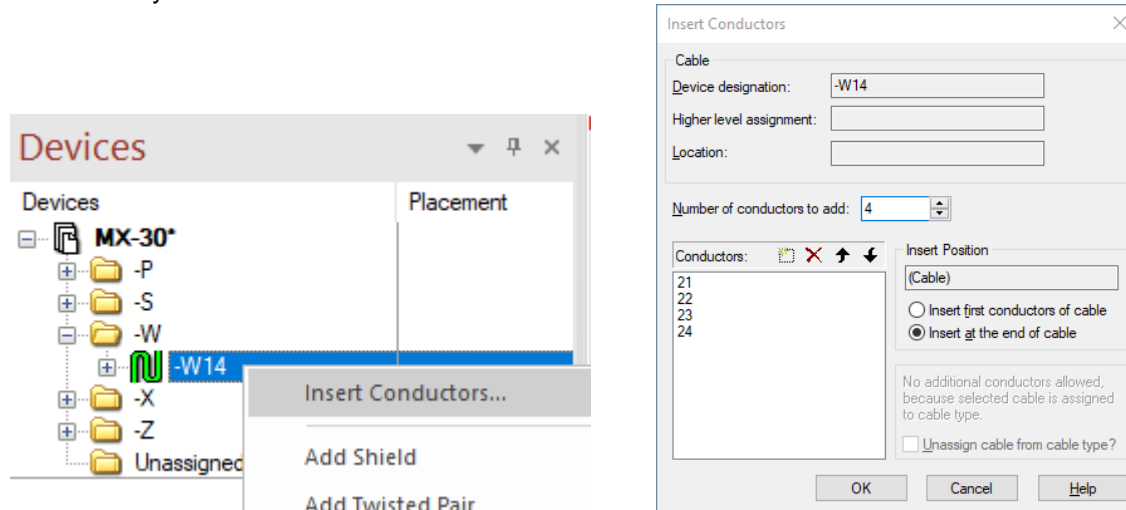 Devices
Devices Placement
MX-30*
-P
-S
-W
-W14
-X
-Z
Unassigned
Insert Conductors...
Add Shield
Add Twisted Pair
Insert Conductors
Cable
Device designation: -W14
Higher level assignment:
Location:
Number of conductors to add: 4
Conductors:
21
22
23
24
Insert Position
(Cable)
Insert first conductors of cable
Insert at the end of cable
No additional conductors allowed,
because selected cable is assigned
to cable type.
Unassign cable from cable type?
OK Cancel Help